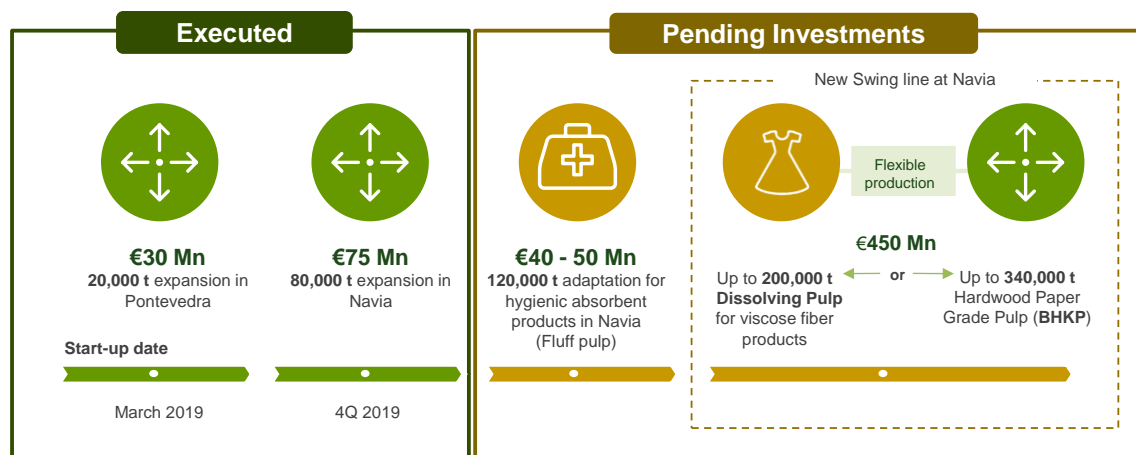 Executed
Pending Investments
New Swing line at Navia
Flexible
production
€30 Mn
20,000 t expansion in
Pontevedra
€75 Mn
80,000 t expansion in
Navia
€40 - 50 Mn
120,000 t adaptation for
hygienic absorbent
products in Navia
(Fluff pulp)
€450 Mn
Up to 200,000 t
Dissolving Pulp
for viscose fiber
products
or
Up to 340,000 t
Hardwood Paper
Grade Pulp (BHKP)
Start-up date
March 2019
4Q 2019